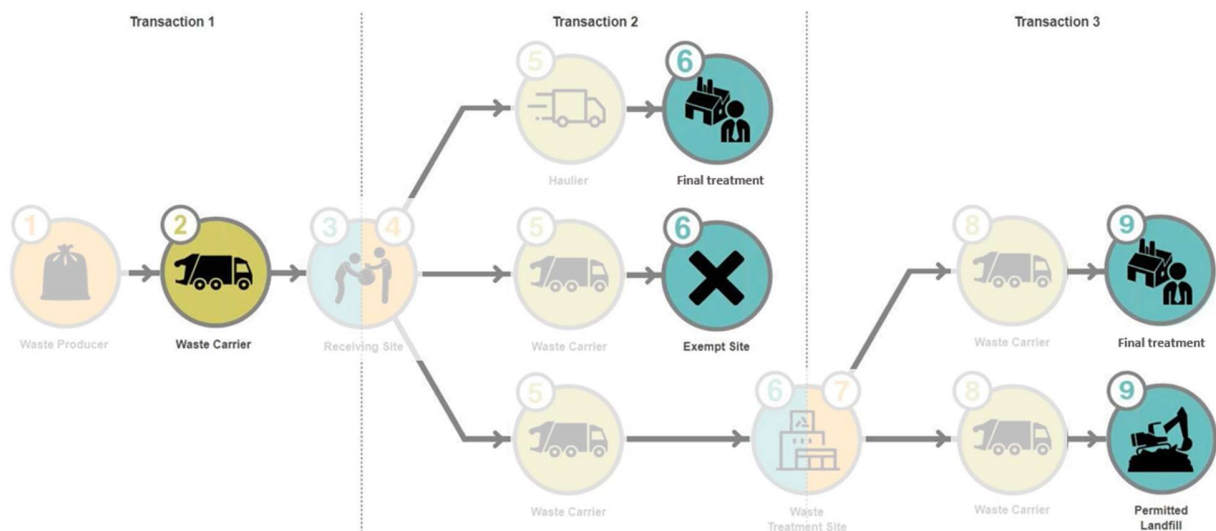 Transaction 1
Transaction 2
Transaction 3
5
6
Haulier
Final treatment
1
2
3
4
5
6
8
9
Waste Producer
Waste Carrier
Receiving Site
Waste Carrier
Exempt Site
Waste Carrier
Final treatment
5
6
7
8
9
Waste Carrier
Waste
Treatment Site
Waste Carrier
Permitted
Landfill